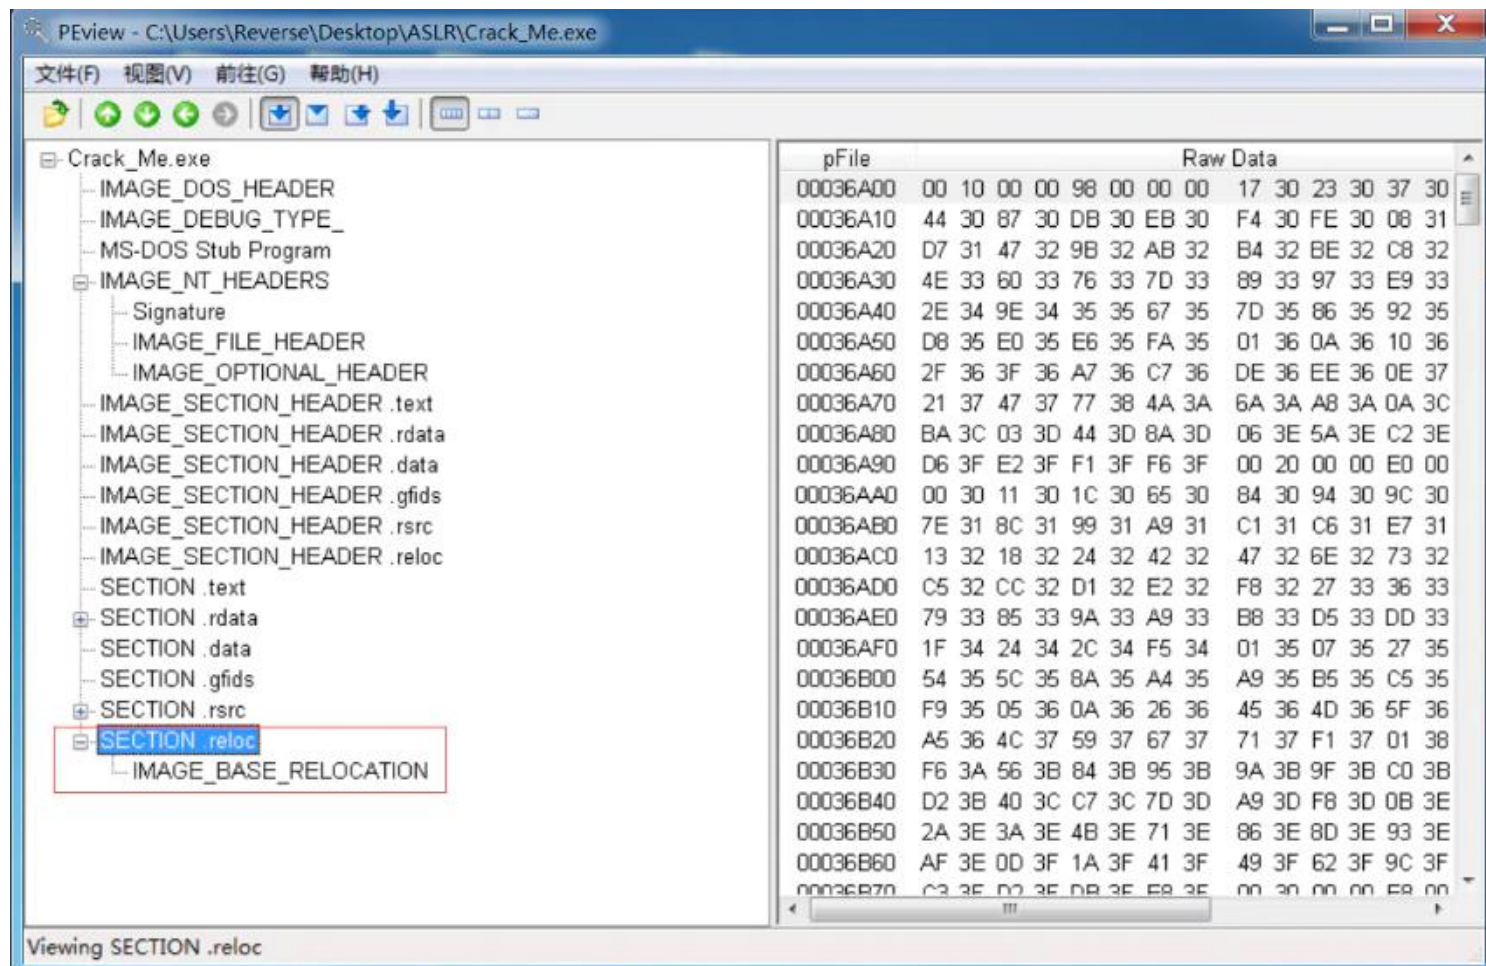 PEview - C:\Users\Reverse\Desktop\ASLR\Crack_Me.exe
文件(F) 视图(V) 前往(G) 帮助(H)
Crack_Me.exe
IMAGE_DOS_HEADER
IMAGE_DEBUG_TYPE_
MS-DOS Stub Program
IMAGE_NT_HEADERS
Signature
IMAGE_FILE_HEADER
IMAGE_OPTIONAL_HEADER
IMAGE_SECTION_HEADER .text
IMAGE_SECTION_HEADER .rdata
IMAGE_SECTION_HEADER .data
IMAGE_SECTION_HEADER .gfids
IMAGE_SECTION_HEADER .rsrc
IMAGE_SECTION_HEADER .reloc
SECTION .text
SECTION .rdata
SECTION .data
SECTION .gfids
SECTION .rsrc
SECTION .reloc
IMAGE_BASE_RELOCATION
pFile Raw Data
00036A00 00 10 00 00 98 00 00 00 17 30 23 30 37 30
00036A10 44 30 87 30 DB 30 EB 30 F4 30 FE 30 08 31
00036A20 D7 31 47 32 9B 32 AB 32 B4 32 BE 32 C8 32
00036A30 4E 33 60 33 76 33 7D 33 89 33 97 33 E9 33
00036A40 2E 34 9E 34 35 35 67 35 7D 35 86 35 92 35
00036A50 D8 35 E0 35 E6 35 FA 35 01 36 0A 36 10 36
00036A60 2F 36 3F 36 A7 36 C7 36 DE 36 EE 36 0E 37
00036A70 21 37 47 37 77 38 4A 3A 6A 3A A8 3A 0A 3C
00036A80 BA 3C 03 3D 44 3D 8A 3D 06 3E 5A 3E C2 3E
00036A90 D6 3F E2 3F F1 3F F6 3F 00 20 00 00 E0 00
00036AA0 00 30 11 30 1C 30 65 30 84 30 94 30 9C 30
00036AB0 7E 31 8C 31 99 31 A9 31 C1 31 C6 31 E7 31
00036AC0 13 32 18 32 24 32 42 32 47 32 6E 32 73 32
00036AD0 C5 32 CC 32 D1 32 E2 32 F8 32 27 33 36 33
00036AE0 79 33 85 33 9A 33 A9 33 B8 33 D5 33 DD 33
00036AF0 1F 34 24 34 2C 34 F5 34 01 35 07 35 27 35
00036B00 54 35 5C 35 8A 35 A4 35 A9 35 B5 35 C5 35
00036B10 F9 35 05 36 0A 36 26 36 45 36 4D 36 5F 36
00036B20 A5 36 4C 37 59 37 67 37 71 37 F1 37 01 38
00036B30 F6 3A 56 3B 84 3B 95 3B 9A 3B 9F 3B C0 3B
00036B40 D2 3B 40 3C C7 3C 7D 3D A9 3D F8 3D 0B 3E
00036B50 2A 3E 3A 3E 4B 3E 71 3E 86 3E 8D 3E 93 3E
00036B60 AF 3E 0D 3F 1A 3F 41 3F 49 3F 62 3F 9C 3F
00036B70 C3 3F D2 3F DB 3F E8 3F 00 30 00 00 E8 00
Viewing SECTION .reloc